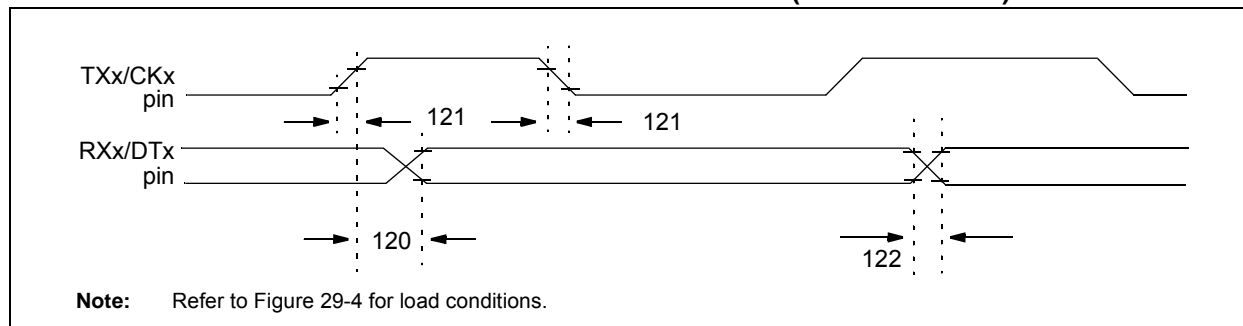 TXx/CKx
pin
121
121
RXx/DTx
pin
120
122
Note: Refer to Figure 29-4 for load conditions.